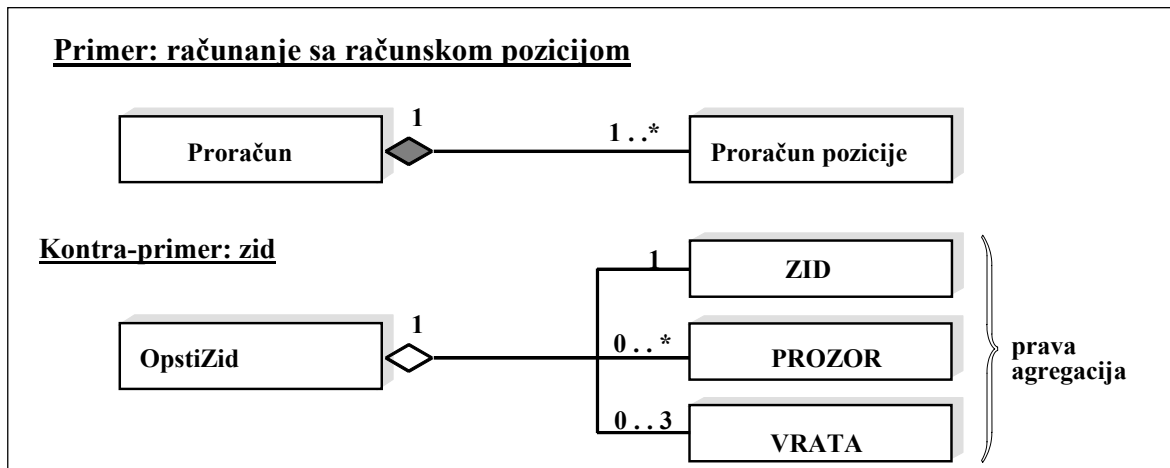 Primer: računanje sa računskom pozicijom
1
1 . .*
Proračun
Proračun pozicije
Kontra-primer: zid
1
ZID
1
OpstiZid
0 . . *
PROZOR
prava
agregacija
0 . . 3
VRATA